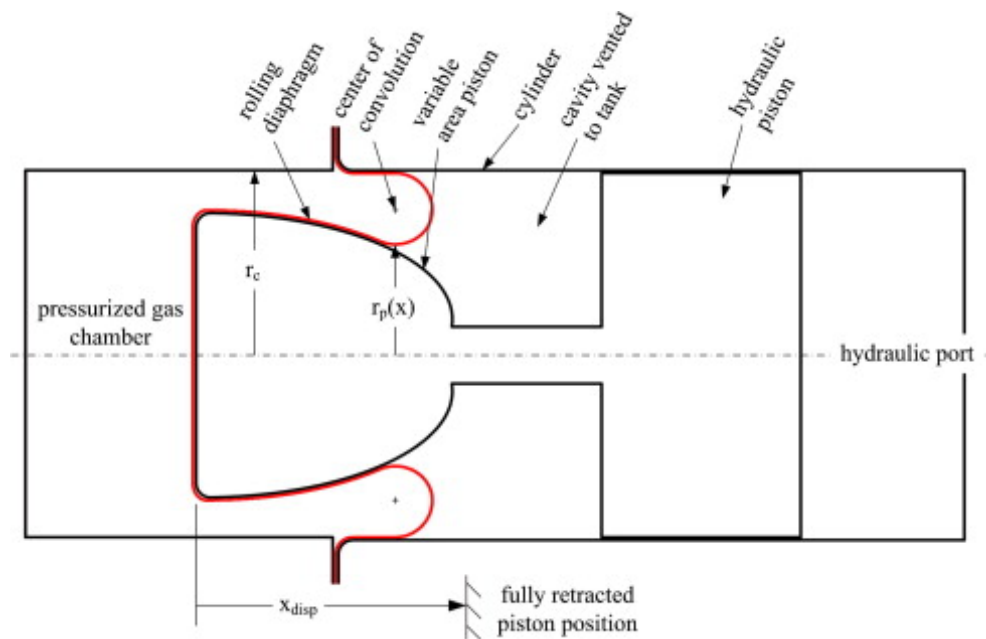 rolling
diaphragm
center of
convolution
variable
area piston
cylinder
cavity vented
to tank
hydraulic
piston
r_c
r_p(x)
pressurized gas
chamber
hydraulic port
x_disp
fully retracted
piston position